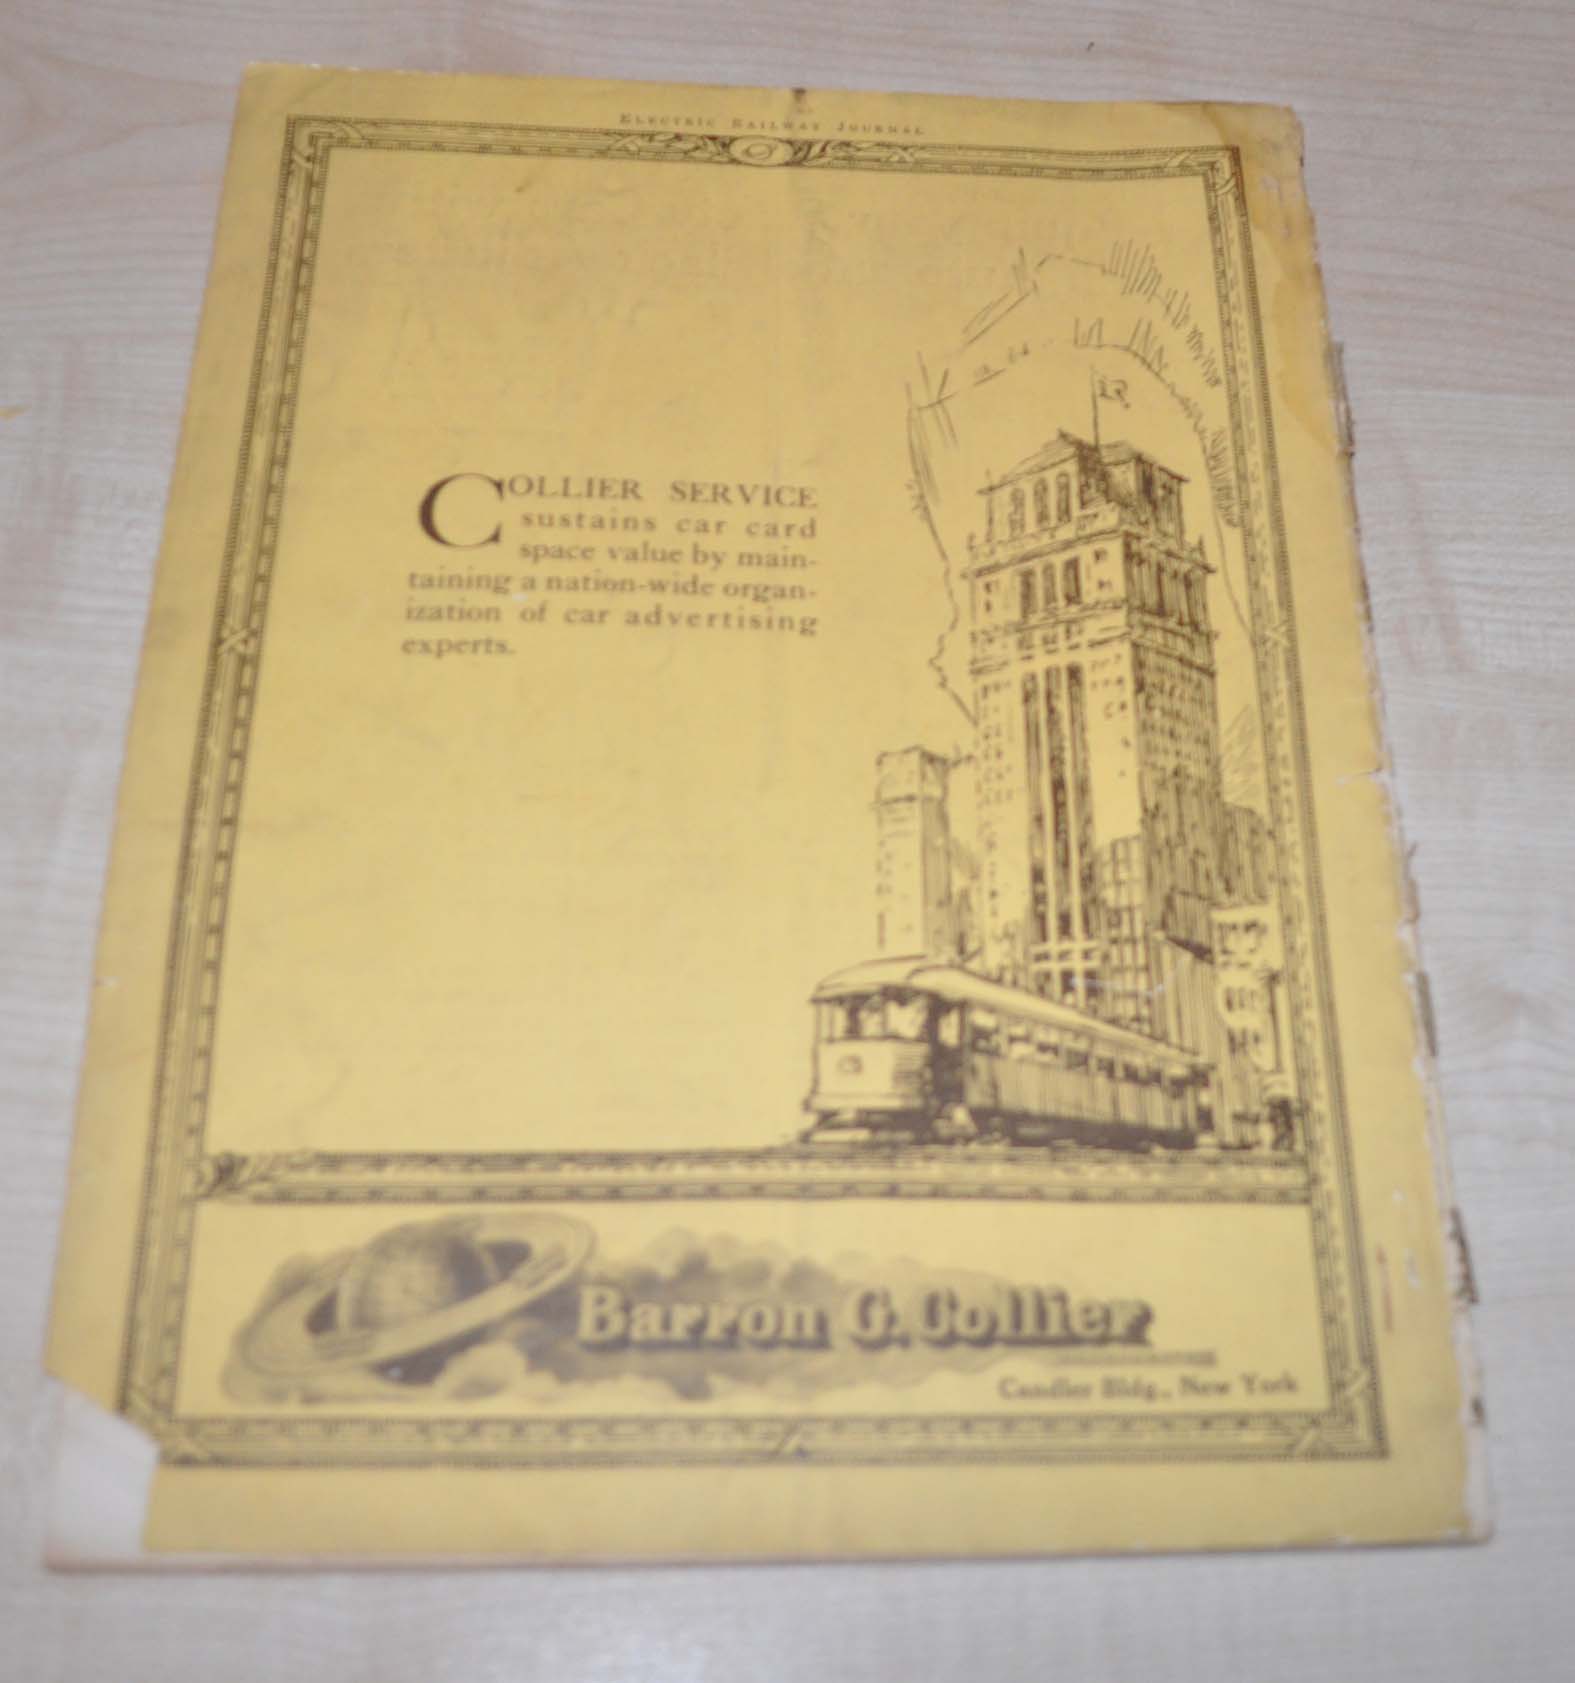 ELECTRIC RAILWAY JOURNAL
COLLIER SERVICE
sustains car card
space value by main-
taining a nation-wide organ-
ization of car advertising
experts.
Barron G. Collier
Candler Bldg., New York